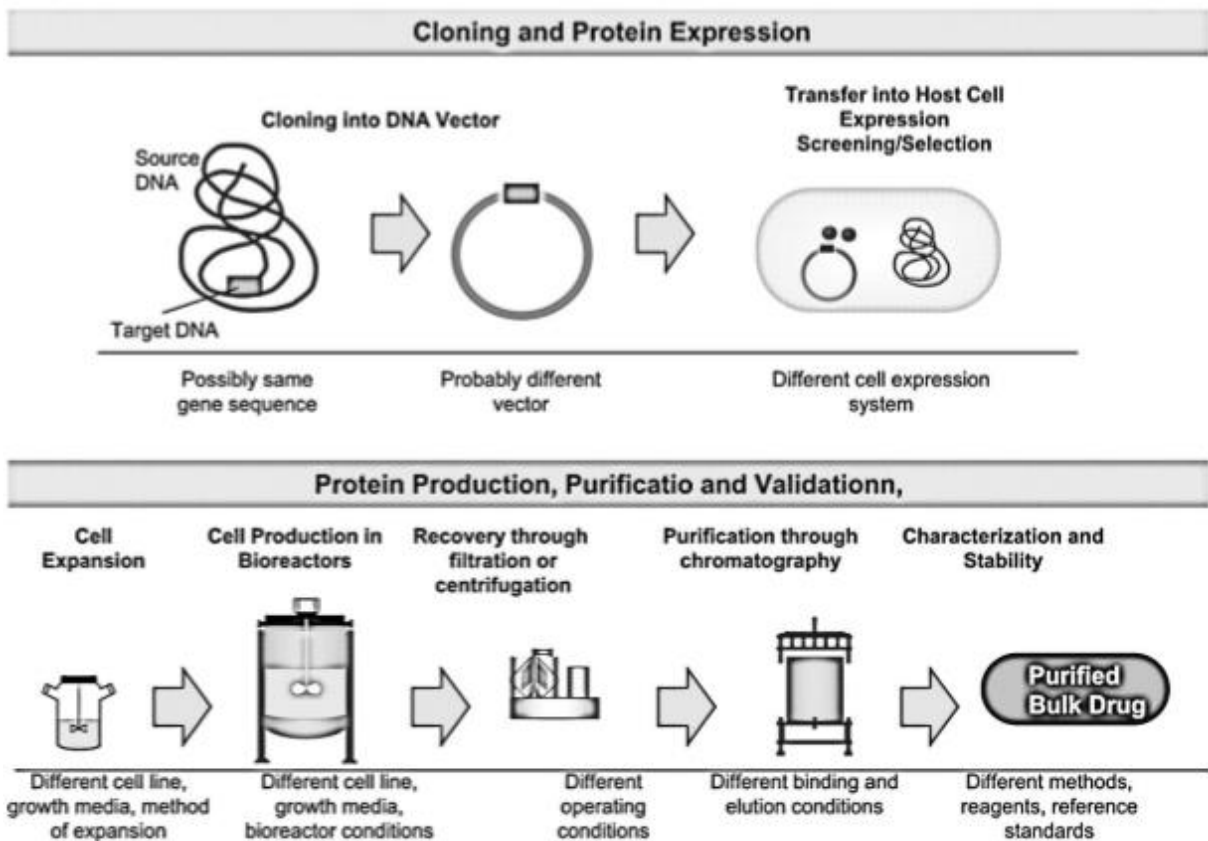 Cloning and Protein Expression
Cloning into DNA Vector
Transfer into Host Cell
Expression
Screening/Selection
Source
DNA
Target DNA
Possibly same
gene sequence
Probably different
vector
Different cell expression
system
Protein Production, Purificatio and Validationn,
Cell
Expansion
Cell Production in
Bioreactors
Recovery through
filtration or
centrifugation
Purification through
chromatography
Characterization and
Stability
Purified
Bulk Drug
Different cell line,
growth media, method
of expansion
Different cell line,
growth media,
bioreactor conditions
Different
operating
conditions
Different binding and
elution conditions
Different methods,
reagents, reference
standards